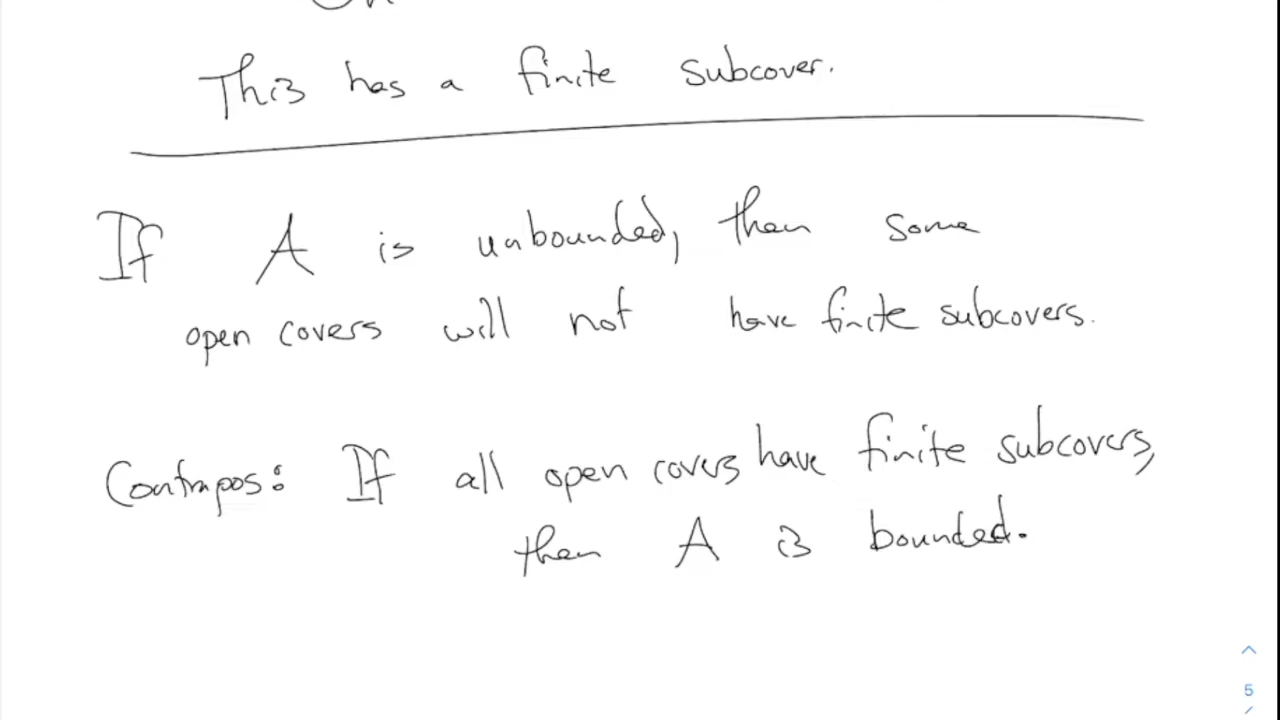 This has a finite subcover.
If A is unbounded, then some
open covers will not have finite subcovers.
Contrapos: If all open covers have finite subcovers,
then A is bounded.
5